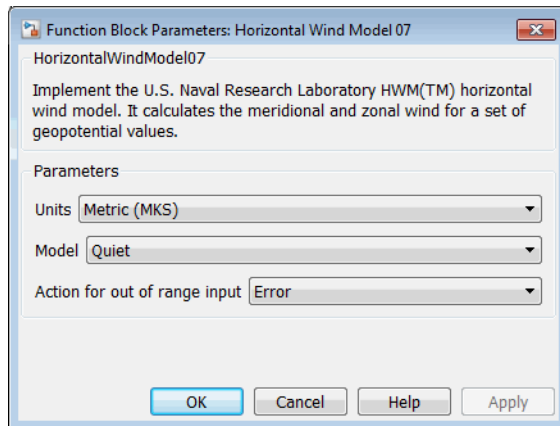 Function Block Parameters: Horizontal Wind Model 07
HorizontalWindModel07
Implement the U.S. Naval Research Laboratory HWM(TM) horizontal
wind model. It calculates the meridional and zonal wind for a set of
geopotential values.
Parameters
Units Metric (MKS)
Model Quiet
Action for out of range input Error
OK Cancel Help Apply